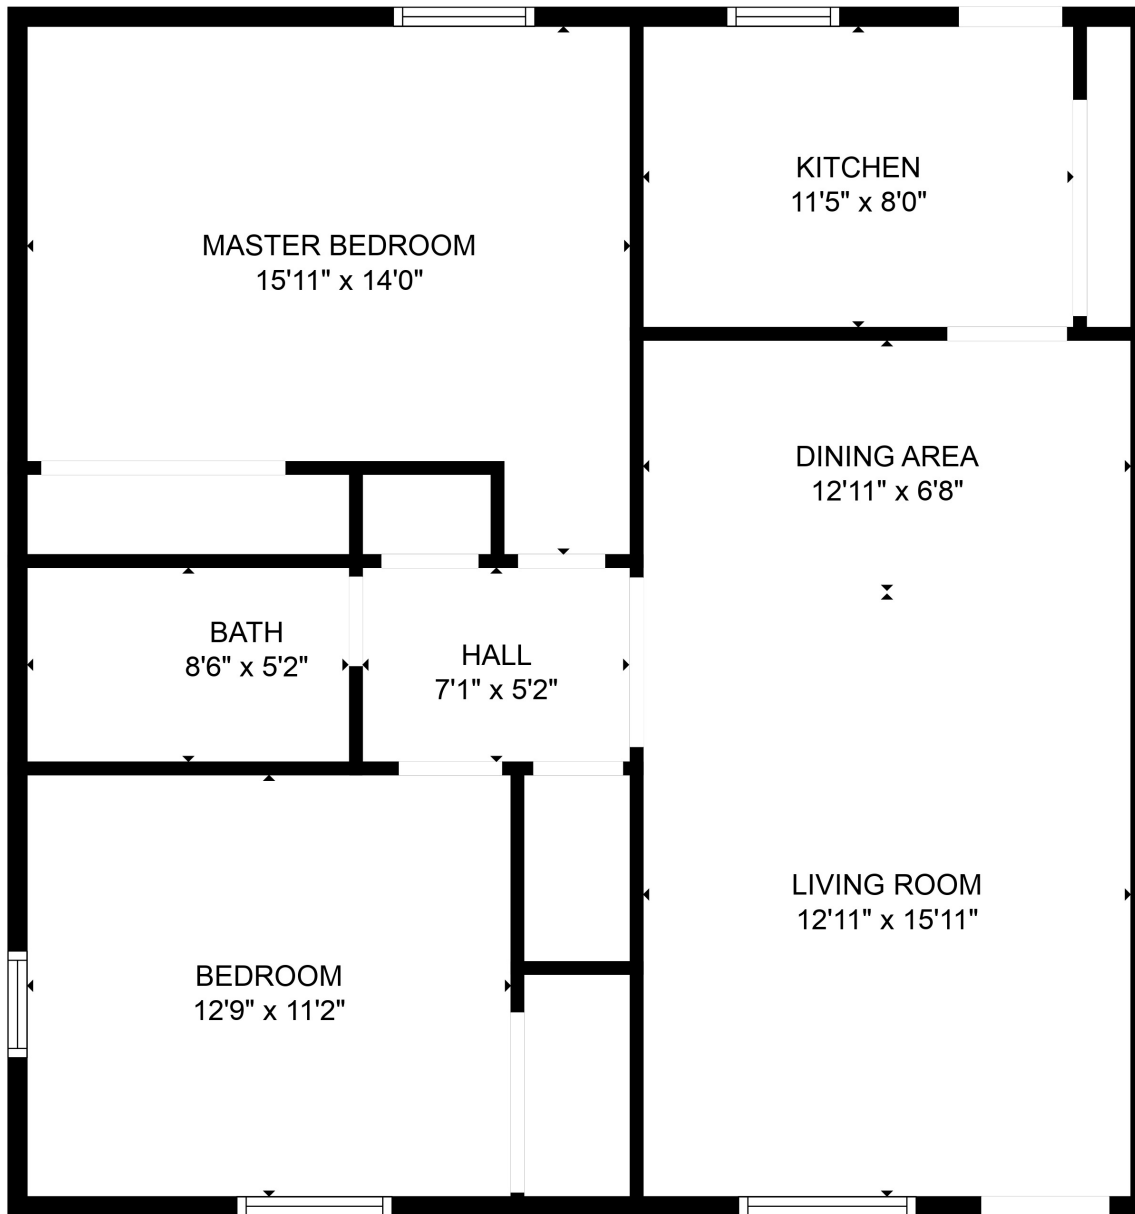 KITCHEN
11'5" x 8'0"
MASTER BEDROOM
15'11" x 14'0"
DINING AREA
12'11" x 6'8"
BATH
8'6" x 5'2"
HALL
7'1" x 5'2"
LIVING ROOM
12'11" x 15'11"
BEDROOM
12'9" x 11'2"